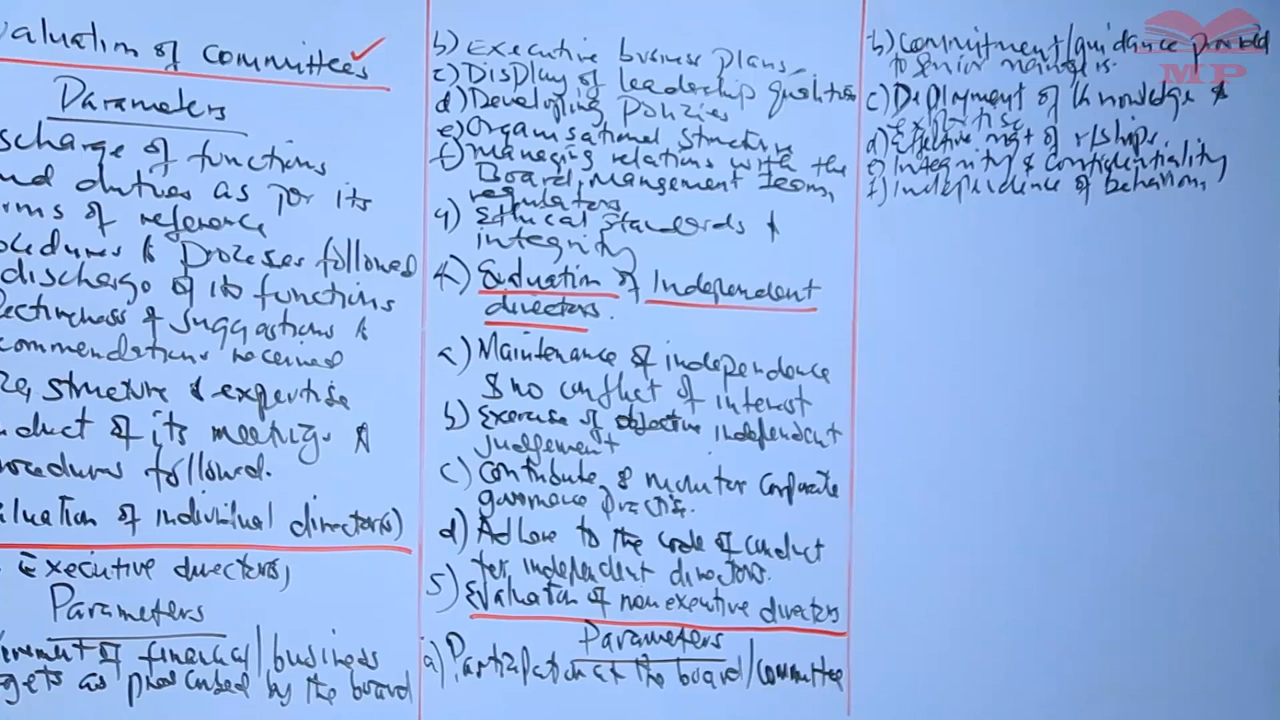 valuation of committees
Parameters
scharge of functions
nd duties as per its
rms of reference
ocedures & Processes followed
discharge of its functions
ectiveness of suggestions &
commendations received
ze, structure & expertise
nduct of its meetings &
rocedures followed.
aluation of individual director(s)
Executive directors,
Parameters
evement of financial/business
gets as prescribed by the board
b) Executive business plans
c) Display of leadership qualities
d) Developing policies
e) Organisational structure
f) Managing relations with the
Board, Management team,
regulators
g) Ethical standards &
integrity
4) Evaluation of Independent
directors.
a) Maintenance of independence
& no conflict of interest
b) Exercise of objective independent
judgement
c) Contribute & monitor corporate
governance practise.
d) Adhere to the code of conduct
for independent directors.
5) Evaluation of non executive directors
Parameters
a) Participation at the board/committee
b) Commitment/guidance provided
to senior managers.
c) Deployment of knowledge &
expertise
d) Effective mgt of r/ships.
e) Integrity & Confidentiality
f) Independence of behaviour,
MP